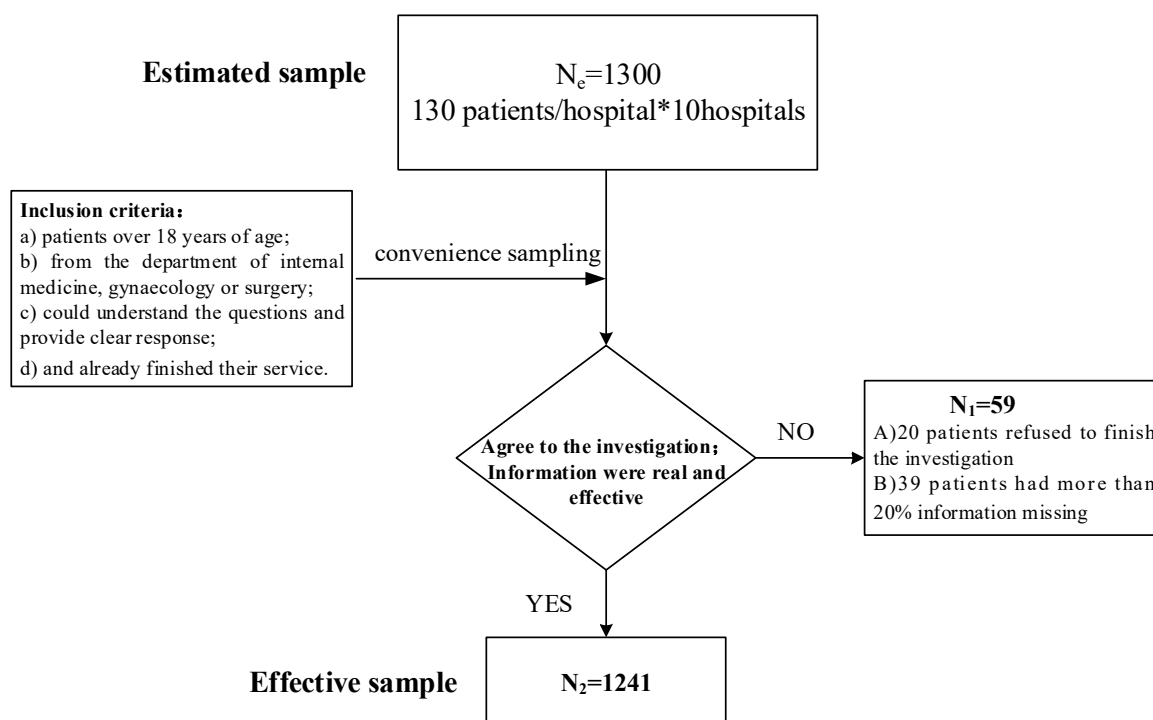 Estimated sample
Nₑ=1300
130 patients/hospital*10hospitals
Inclusion criteria：
a) patients over 18 years of age;
b) from the department of internal
medicine, gynaecology or surgery;
c) could understand the questions and
provide clear response;
d) and already finished their service.
convenience sampling
Agree to the investigation；
Information were real and
effective
NO
N₁=59
A)20 patients refused to finish
the investigation
B)39 patients had more than
20% information missing
YES
Effective sample
N₂=1241